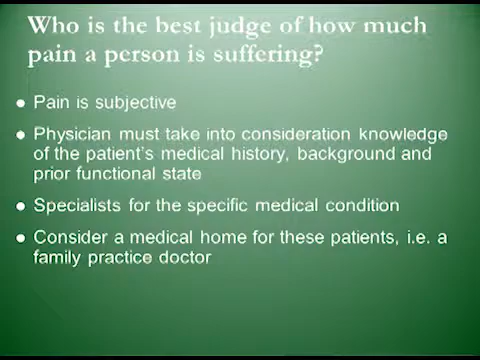 Who is the best judge of how much
pain a person is suffering?
● Pain is subjective
● Physician must take into consideration knowledge
of the patient's medical history, background and
prior functional state
● Specialists for the specific medical condition
● Consider a medical home for these patients, i.e. a
family practice doctor